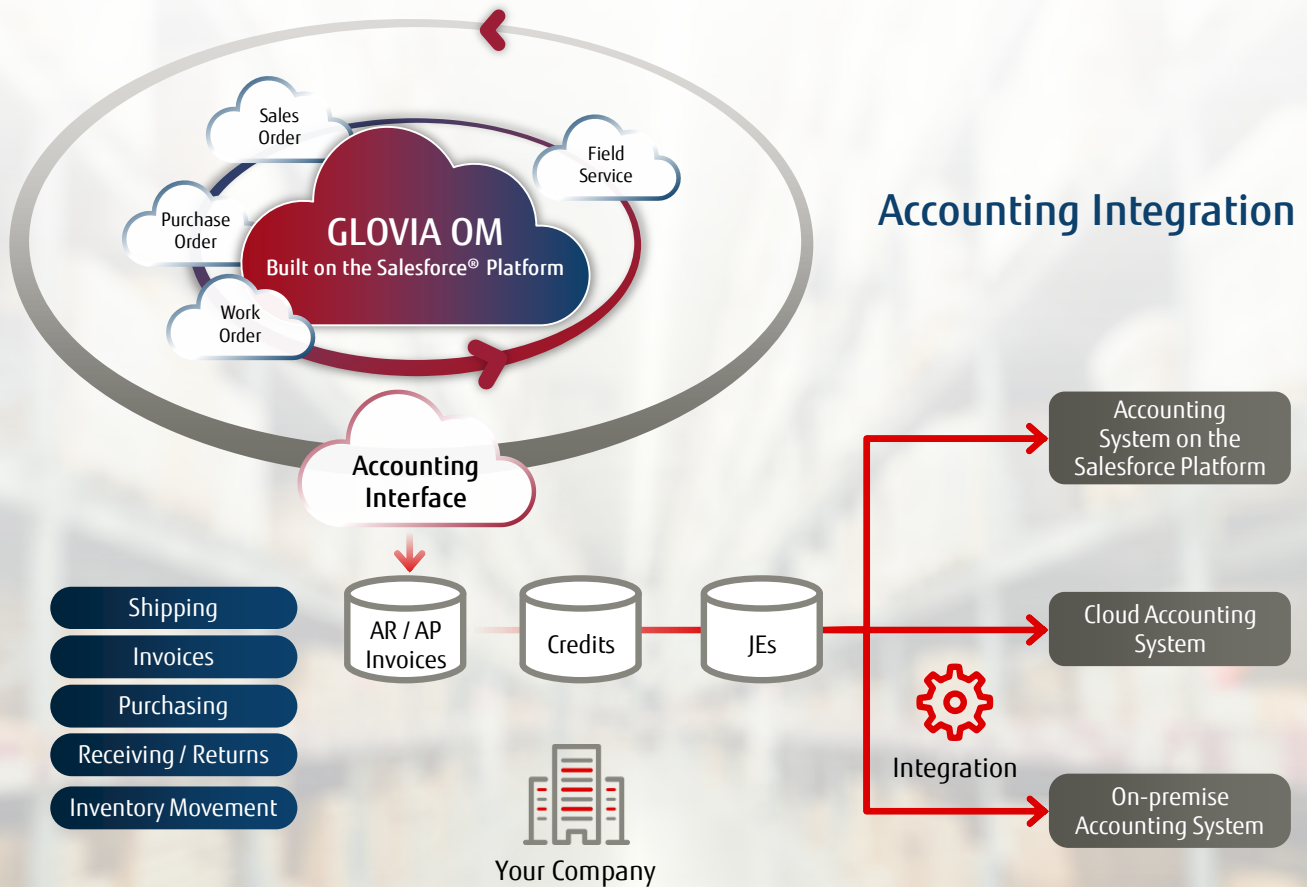 Sales
Order
Field
Service
Purchase
Order
GLOVIA OM
Built on the Salesforce® Platform
Work
Order
Accounting Integration
Accounting
Interface
Accounting
System on the
Salesforce Platform
Shipping
Invoices
Purchasing
Receiving / Returns
Inventory Movement
AR / AP
Invoices
Credits
JEs
Cloud Accounting
System
Integration
On-premise
Accounting System
Your Company